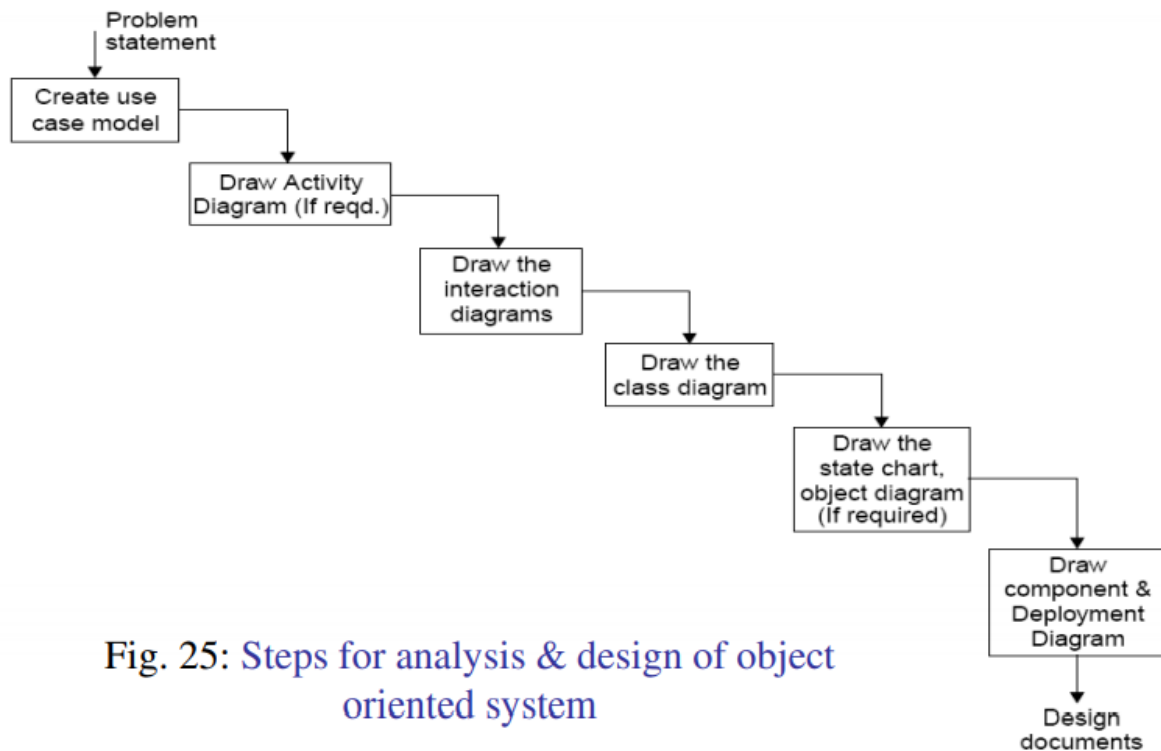 Problem
statement
Create use
case model
Draw Activity
Diagram (If reqd.)
Draw the
interaction
diagrams
Draw the
class diagram
Draw the
state chart,
object diagram
(If required)
Draw
component &
Deployment
Diagram
Design
documents
Fig. 25: Steps for analysis & design of object
oriented system